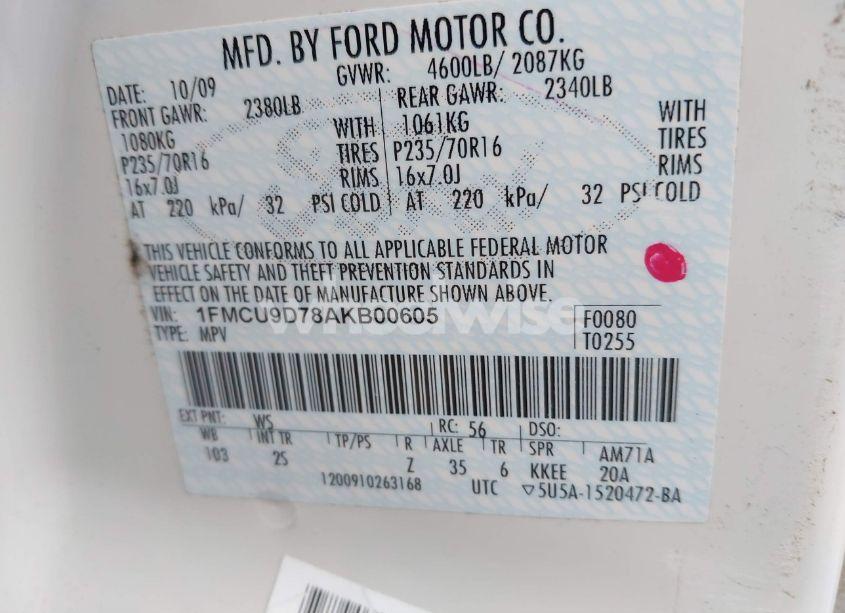 MFD. BY FORD MOTOR CO.
DATE: 10/09 GVWR: 4600LB/ 2087KG
FRONT GAWR: 2380LB REAR GAWR: 2340LB
1080KG WITH 1061KG WITH
P235/70R16 TIRES P235/70R16 TIRES
16x7.0J RIMS 16x7.0J RIMS
AT 220 kPa/ 32 PSI COLD AT 220 kPa/ 32 PSI COLD
THIS VEHICLE CONFORMS TO ALL APPLICABLE FEDERAL MOTOR
VEHICLE SAFETY AND THEFT PREVENTION STANDARDS IN
EFFECT ON THE DATE OF MANUFACTURE SHOWN ABOVE.
VIN: 1FMCU9D78AKB00605 F0080
TYPE: MPV T0255
EXT PNT: WS RC: 56 DSO:
WB INT TR TP/PS R AXLE TR SPR AM71A
103 2S Z 35 6 KKEE 20A
1200910263168 UTC ▽5U5A-1520472-BA